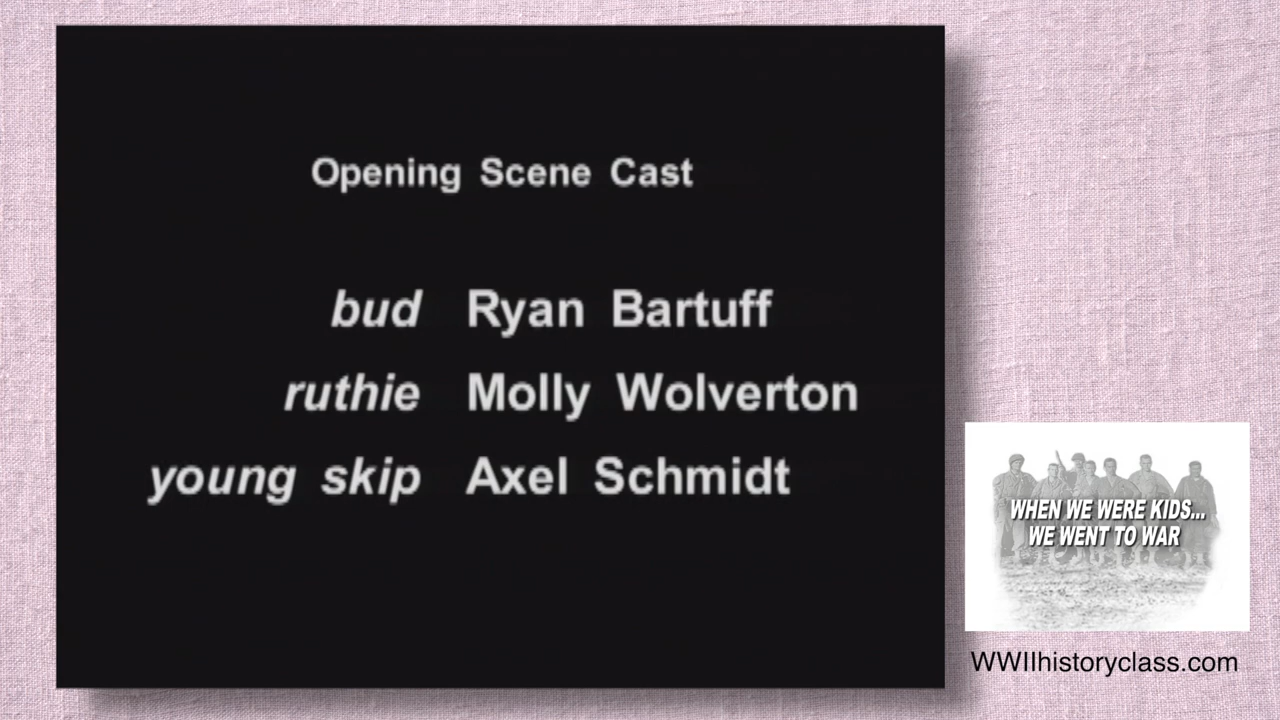 Opening Scene Cast
bud Ryan Bartuff
ruthie Molly Wolverton
young skip Axel Schmidt
WHEN WE WERE KIDS...
WE WENT TO WAR
WWIIhistoryclass.com